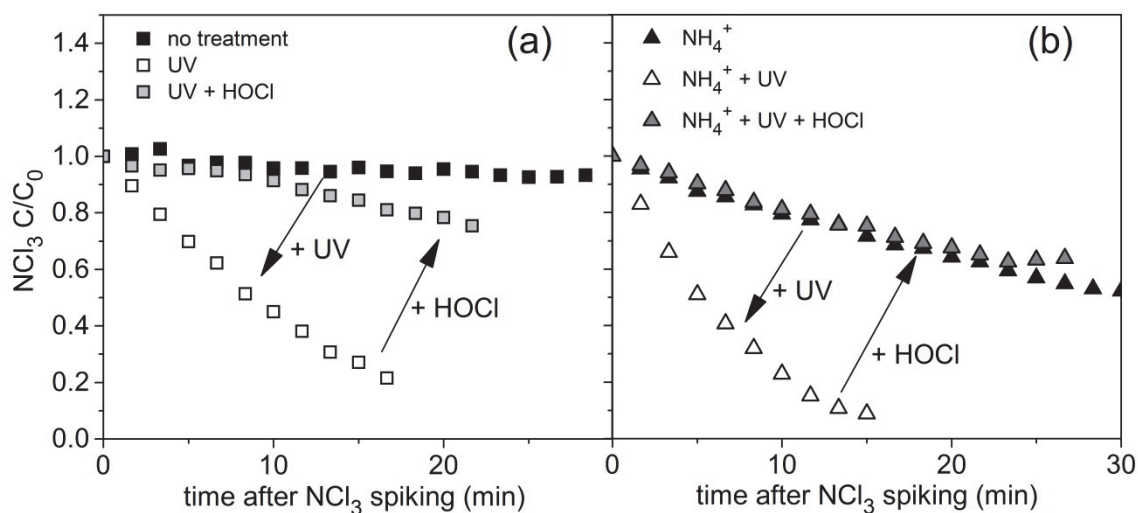 (a)
no treatment
UV
UV + HOCl
+ UV
+ HOCl
1.4
1.2
1.0
0.8
0.6
0.4
0.2
0.0
NCl₃ C/C₀
0 10 20
time after NCl₃ spiking (min)
(b)
NH₄⁺
NH₄⁺ + UV
NH₄⁺ + UV + HOCl
+ UV
+ HOCl
0 10 20 30
time after NCl₃ spiking (min)